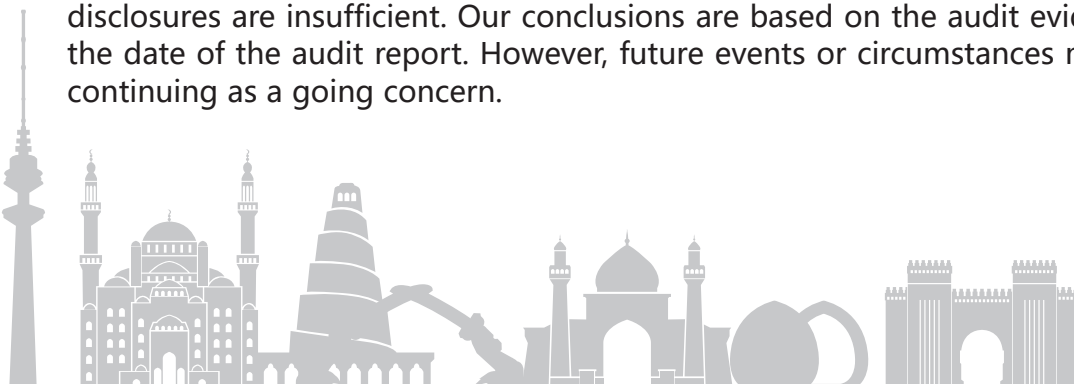 disclosures are insufficient. Our conclusions are based on the audit
the date of the audit report. However, future events or circumstances
continuing as a going concern.